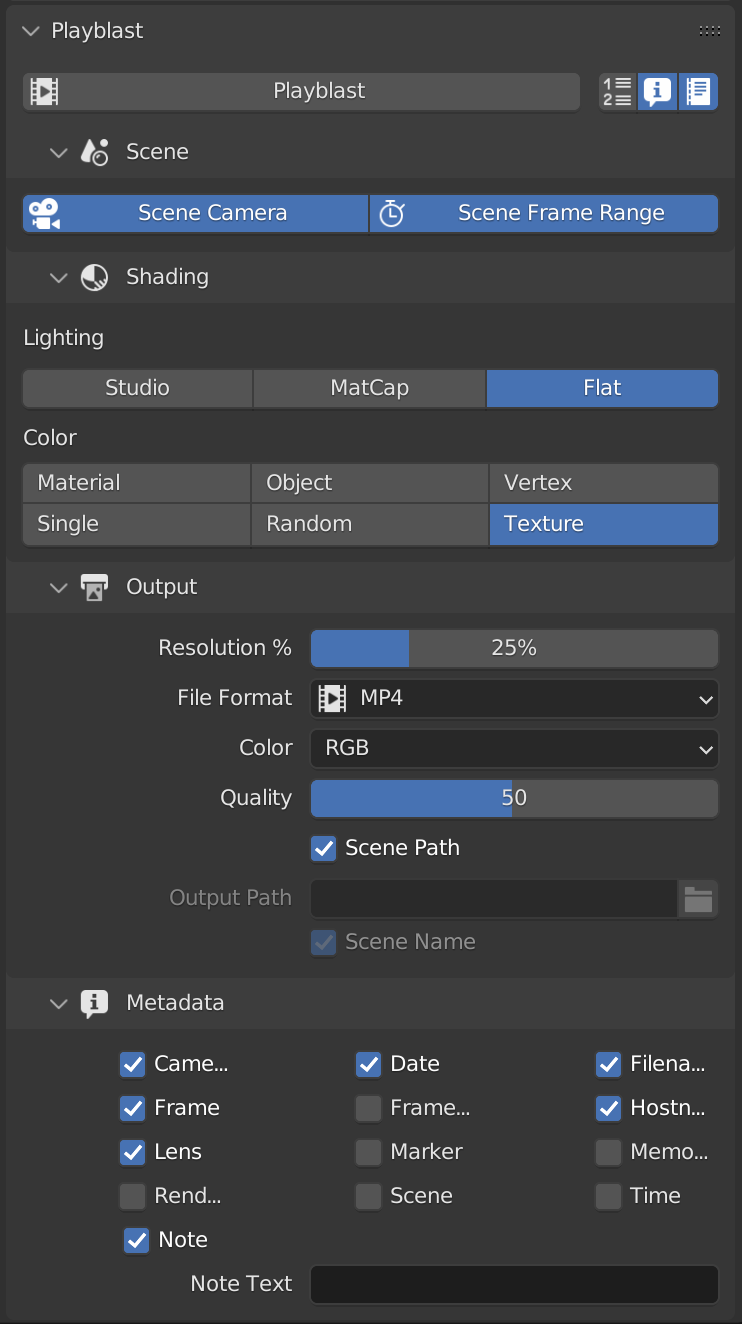 Playblast
Playblast
Scene
Scene Camera Scene Frame Range
Shading
Lighting
Studio MatCap Flat
Color
Material Object Vertex
Single Random Texture
Output
Resolution % 25%
File Format MP4
Color RGB
Quality 50
Scene Path
Output Path
Scene Name
Metadata
Came... Date Filena...
Frame Frame... Hostn...
Lens Marker Memo...
Rend... Scene Time
Note
Note Text